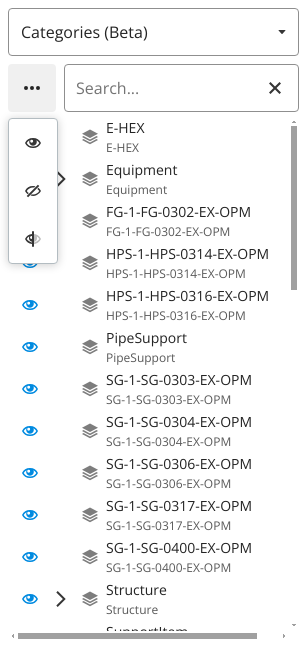 Categories (Beta)
Search...
E-HEX
E-HEX
Equipment
Equipment
FG-1-FG-0302-EX-OPM
FG-1-FG-0302-EX-OPM
HPS-1-HPS-0314-EX-OPM
HPS-1-HPS-0314-EX-OPM
HPS-1-HPS-0316-EX-OPM
HPS-1-HPS-0316-EX-OPM
PipeSupport
PipeSupport
SG-1-SG-0303-EX-OPM
SG-1-SG-0303-EX-OPM
SG-1-SG-0304-EX-OPM
SG-1-SG-0304-EX-OPM
SG-1-SG-0306-EX-OPM
SG-1-SG-0306-EX-OPM
SG-1-SG-0317-EX-OPM
SG-1-SG-0317-EX-OPM
SG-1-SG-0400-EX-OPM
SG-1-SG-0400-EX-OPM
Structure
Structure
SupportItem